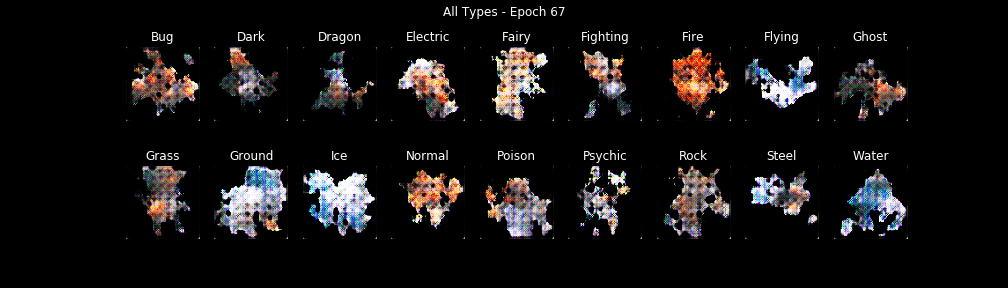 All Types - Epoch 67
Bug Dark Dragon Electric Fairy Fighting Fire Flying Ghost
Grass Ground Ice Normal Poison Psychic Rock Steel Water